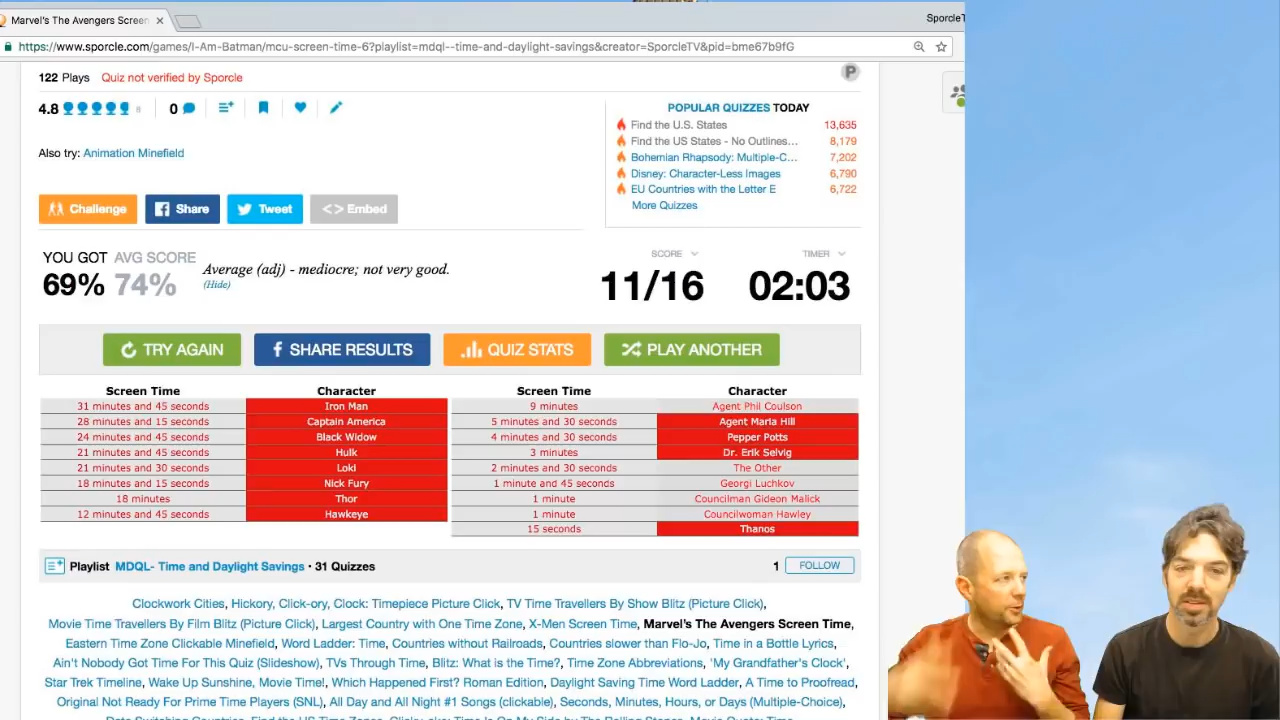 Marvel's The Avengers Screen
SporcleT
https://www.sporcle.com/games/I-Am-Batman/mcu-screen-time-6?playlist=mdql--time-and-daylight-savings&creator=SporcleTV&pid=bme67b9fG
122 Plays Quiz not verified by Sporcle
P
4.8 8 0
POPULAR QUIZZES TODAY
Find the U.S. States 13,635
Find the US States - No Outlines... 8,179
Bohemian Rhapsody: Multiple-C... 7,202
Disney: Character-Less Images 6,790
EU Countries with the Letter E 6,722
More Quizzes
Also try: Animation Minefield
Challenge Share Tweet <> Embed
YOU GOT AVG SCORE
69% 74%
Average (adj) - mediocre; not very good.
(Hide)
SCORE TIMER
11/16 02:03
TRY AGAIN SHARE RESULTS QUIZ STATS PLAY ANOTHER
Screen Time Character Screen Time Character
31 minutes and 45 seconds Iron Man 9 minutes Agent Phil Coulson
28 minutes and 15 seconds Captain America 5 minutes and 30 seconds Agent Maria Hill
24 minutes and 45 seconds Black Widow 4 minutes and 30 seconds Pepper Potts
21 minutes and 45 seconds Hulk 3 minutes Dr. Erik Selvig
21 minutes and 30 seconds Loki 2 minutes and 30 seconds The Other
18 minutes and 15 seconds Nick Fury 1 minute and 45 seconds Georgi Luchkov
18 minutes Thor 1 minute Councilman Gideon Malick
12 minutes and 45 seconds Hawkeye 1 minute Councilwoman Hawley
15 seconds Thanos
Playlist MDQL- Time and Daylight Savings · 31 Quizzes 1 FOLLOW
Clockwork Cities, Hickory, Click-ory, Clock: Timepiece Picture Click, TV Time Travellers By Show Blitz (Picture Click),
Movie Time Travellers By Film Blitz (Picture Click), Largest Country with One Time Zone, X-Men Screen Time, Marvel's The Avengers Screen Time,
Eastern Time Zone Clickable Minefield, Word Ladder: Time, Countries without Railroads, Countries slower than Flo-Jo, Time in a Bottle Lyrics,
Ain't Nobody Got Time For This Quiz (Slideshow), TVs Through Time, Blitz: What is the Time?, Time Zone Abbreviations, 'My Grandfather's Clock',
Star Trek Timeline, Wake Up Sunshine, Movie Time!, Which Happened First? Roman Edition, Daylight Saving Time Word Ladder, A Time to Proofread,
Original Not Ready For Prime Time Players (SNL), All Day and All Night #1 Songs (clickable), Seconds, Minutes, Hours, or Days (Multiple-Choice),